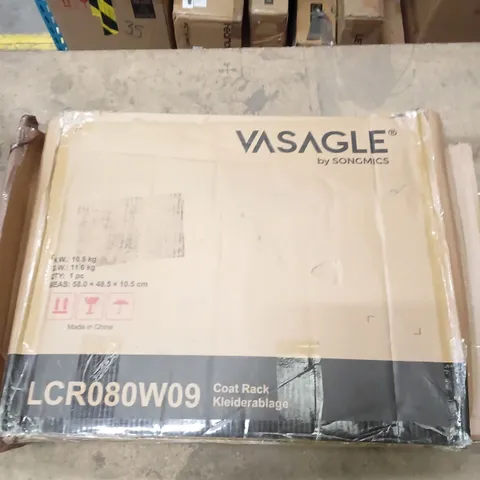 35
VASAGLE®
by SONGMICS
.W.: 10.5 kg
.W.: 11.6 kg
QTY: 1 pc
MEAS: 58.0 × 48.5 × 10.5 cm
Made in China
LCR080W09
Coat Rack
Kleiderablage